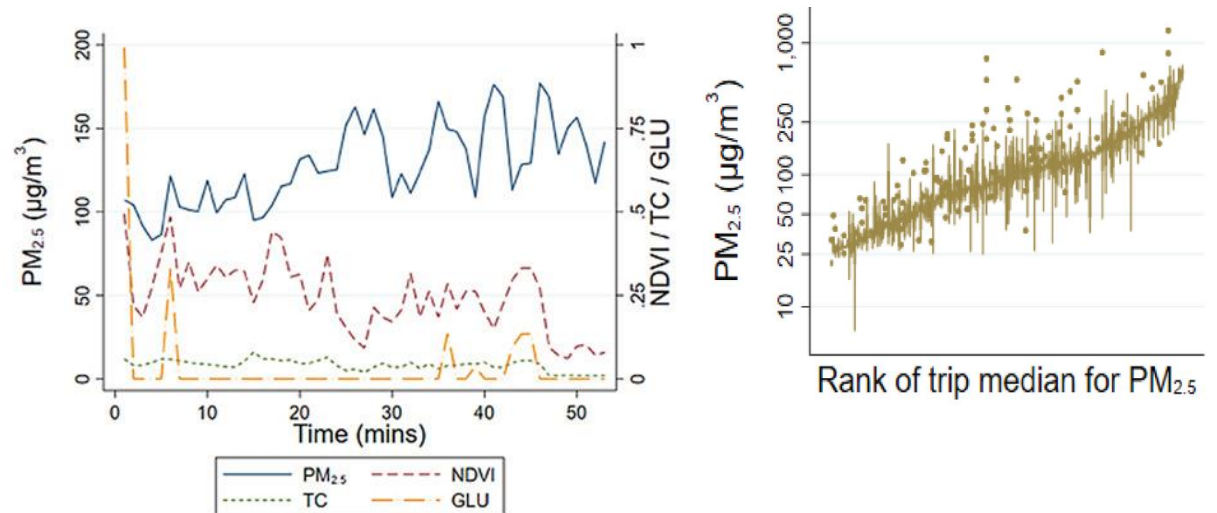 PM2.5 (µg/m³)
200
150
100
50
0
NDVI / TC / GLU
1
.75
.5
.25
0
0 10 20 30 40 50
Time (mins)
PM2.5 NDVI
TC GLU
PM2.5 (µg/m³)
1,000
250
100
50
25
10
Rank of trip median for PM2.5